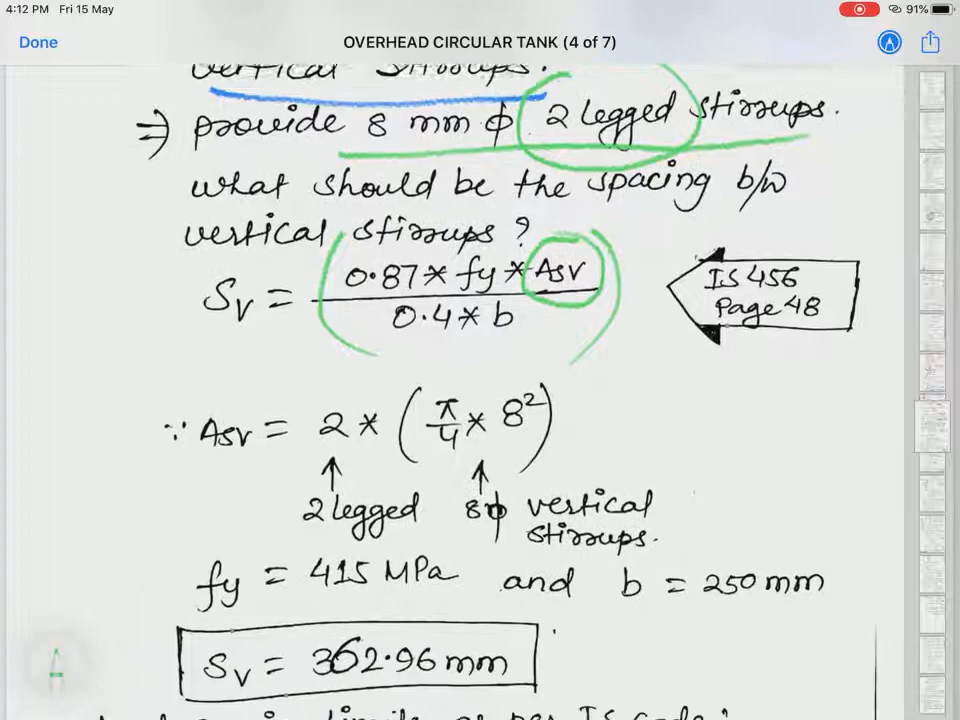 4:12 PM Fri 15 May
91%
Done
OVERHEAD CIRCULAR TANK (4 of 7)
vertical stirrups.
⇒ provide 8 mm ϕ 2 legged stirrups.
what should be the spacing b/w
vertical stirrups?
Sv = (0.87 * fy * Asv / 0.4 * b)
IS 456
Page 48
∵ Asv = 2 * (π/4 * 8²)
↑ ↑
2 legged 8ϕ vertical
stirrups.
fy = 415 MPa and b = 250 mm
Sv = 362.96 mm